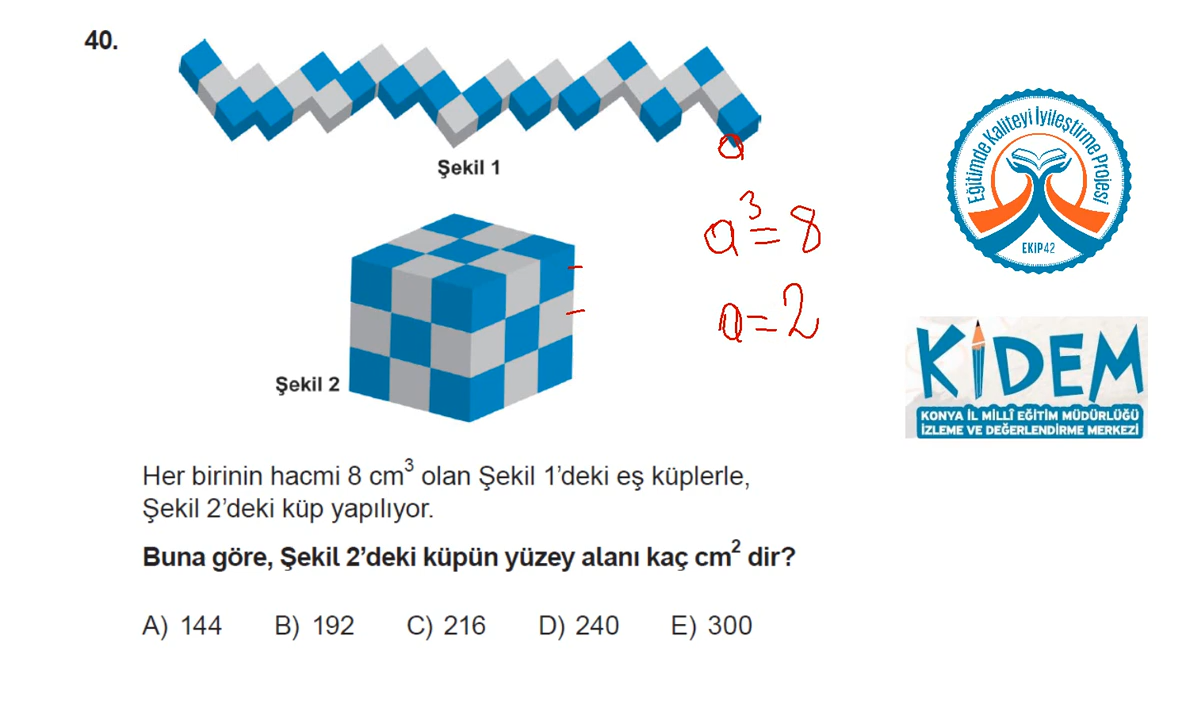 40.
Şekil 1
a
a³=8
a=2
Şekil 2
Her birinin hacmi 8 cm³ olan Şekil 1’deki eş küplerle,
Şekil 2’deki küp yapılıyor.
Buna göre, Şekil 2’deki küpün yüzey alanı kaç cm² dir?
A) 144 B) 192 C) 216 D) 240 E) 300
Eğitimde Kaliteyi İyileştirme Projesi
EKİP42
KİDEM
KONYA İL MİLLÎ EĞİTİM MÜDÜRLÜĞÜ
İZLEME VE DEĞERLENDİRME MERKEZİ